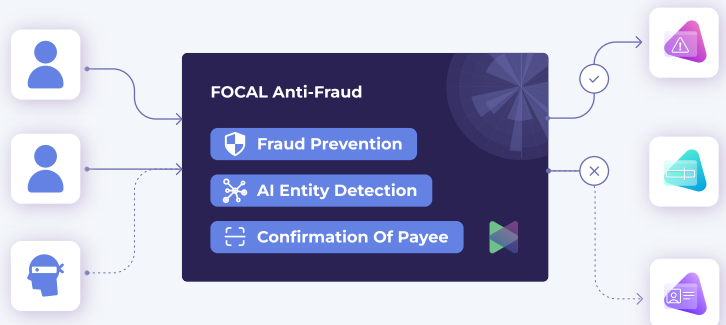 FOCAL Anti-Fraud
Fraud Prevention
AI Entity Detection
Confirmation Of Payee